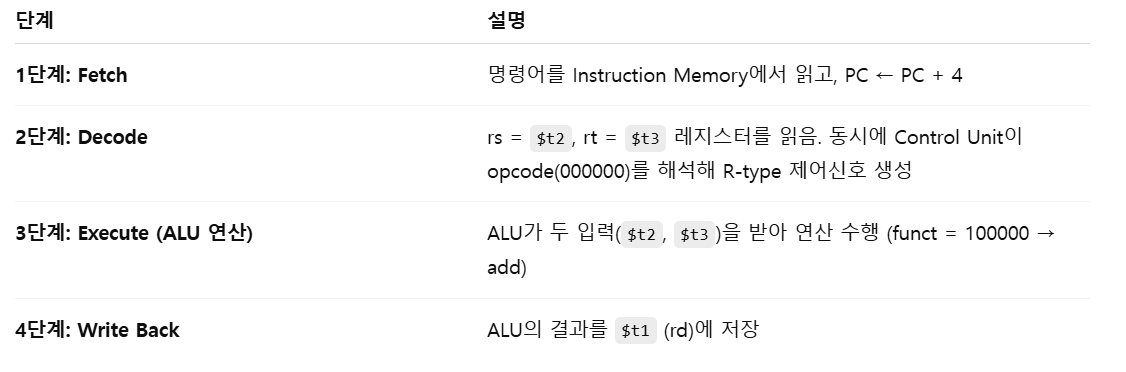 단계 설명
1단계: Fetch 명령어를 Instruction Memory에서 읽고, PC ← PC + 4
2단계: Decode rs = $t2, rt = $t3 레지스터를 읽음. 동시에 Control Unit이
opcode(000000)를 해석해 R-type 제어신호 생성
3단계: Execute (ALU 연산) ALU가 두 입력($t2, $t3)을 받아 연산 수행 (funct = 100000 →
add)
4단계: Write Back ALU의 결과를 $t1 (rd)에 저장